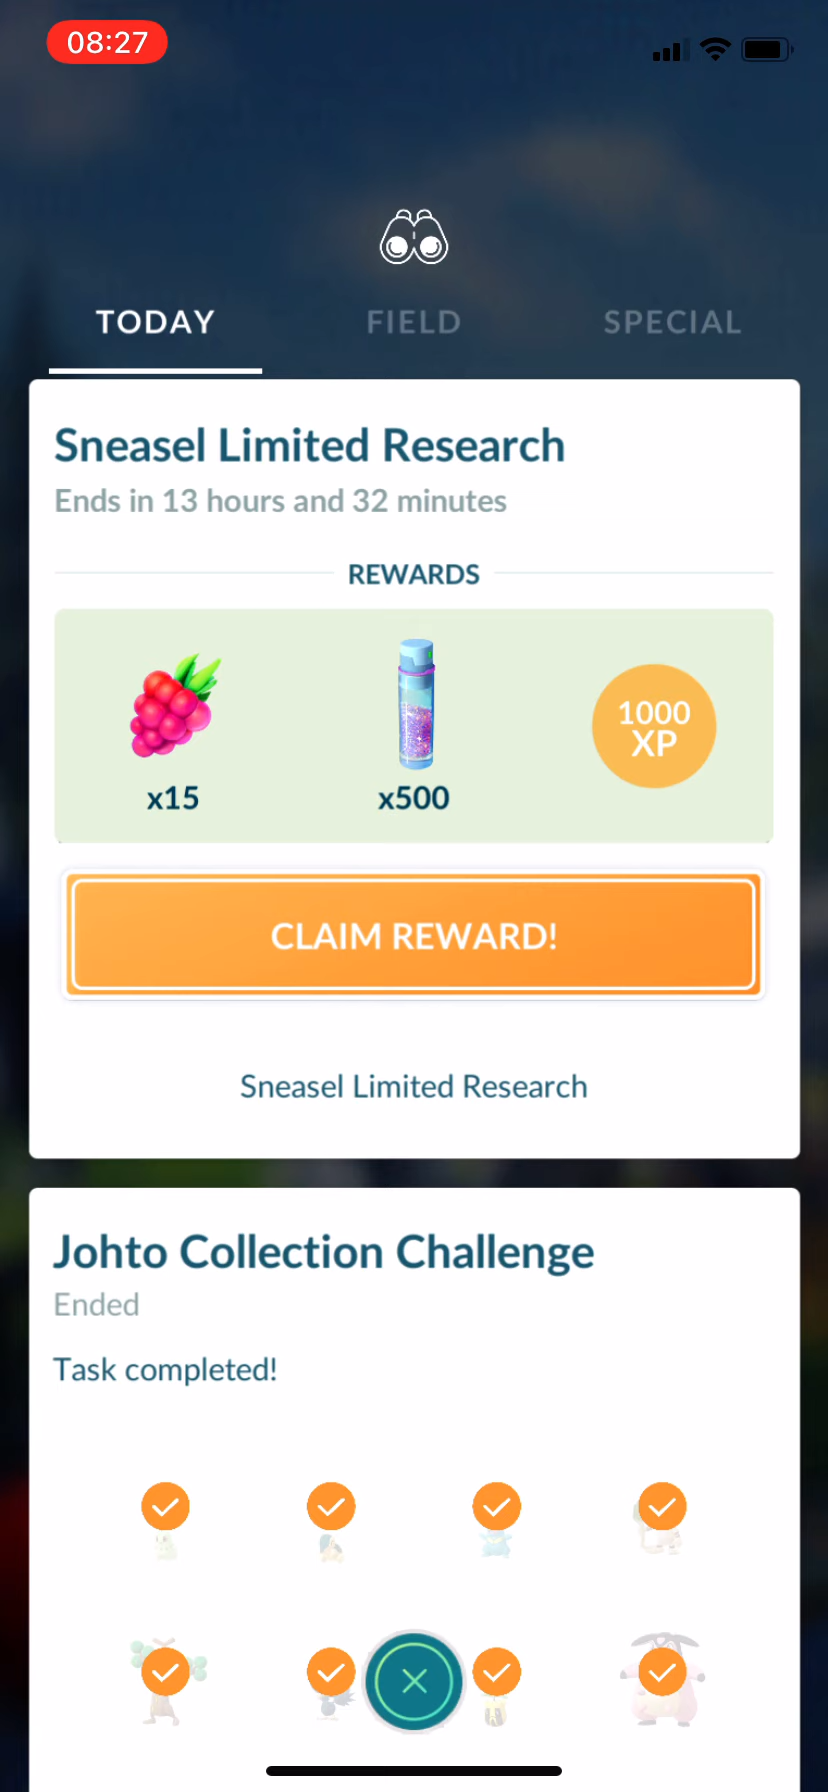 08:27
TODAY
FIELD
SPECIAL
Sneasel Limited Research
Ends in 13 hours and 32 minutes
REWARDS
1000
XP
x15
x500
CLAIM REWARD!
Sneasel Limited Research
Johto Collection Challenge
Ended
Task completed!